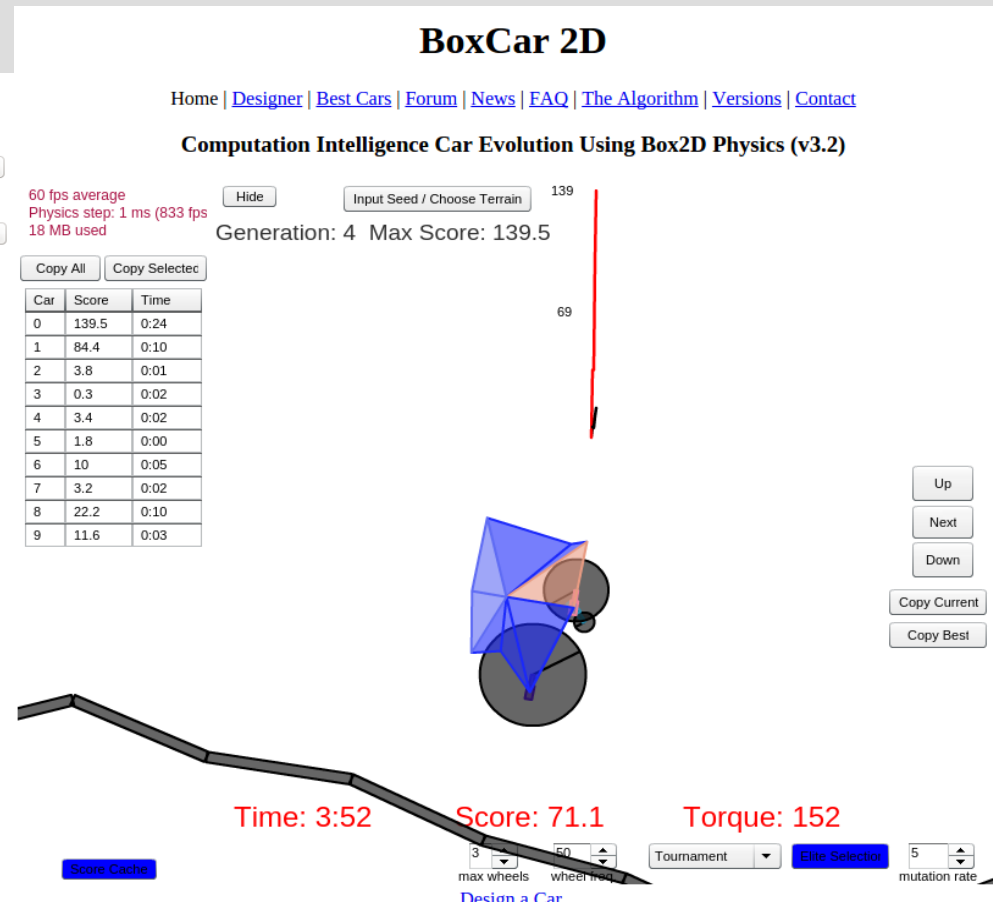 BoxCar 2D
Home | Designer | Best Cars | Forum | News | FAQ | The Algorithm | Versions | Contact
Computation Intelligence Car Evolution Using Box2D Physics (v3.2)
60 fps average
Physics step: 1 ms (833 fps
18 MB used
Hide
Input Seed / Choose Terrain
139
Generation: 4 Max Score: 139.5
Copy All
Copy Selected
69
Car Score Time
0 139.5 0:24
1 84.4 0:10
2 3.8 0:01
3 0.3 0:02
4 3.4 0:02
5 1.8 0:00
6 10 0:05
7 3.2 0:02
8 22.2 0:10
9 11.6 0:03
Up
Next
Down
Copy Current
Copy Best
Time: 3:52 Score: 71.1 Torque: 152
3 50 Tournament Elite Selection 5
Score Cache
max wheels wheel freq mutation rate
Design a Car